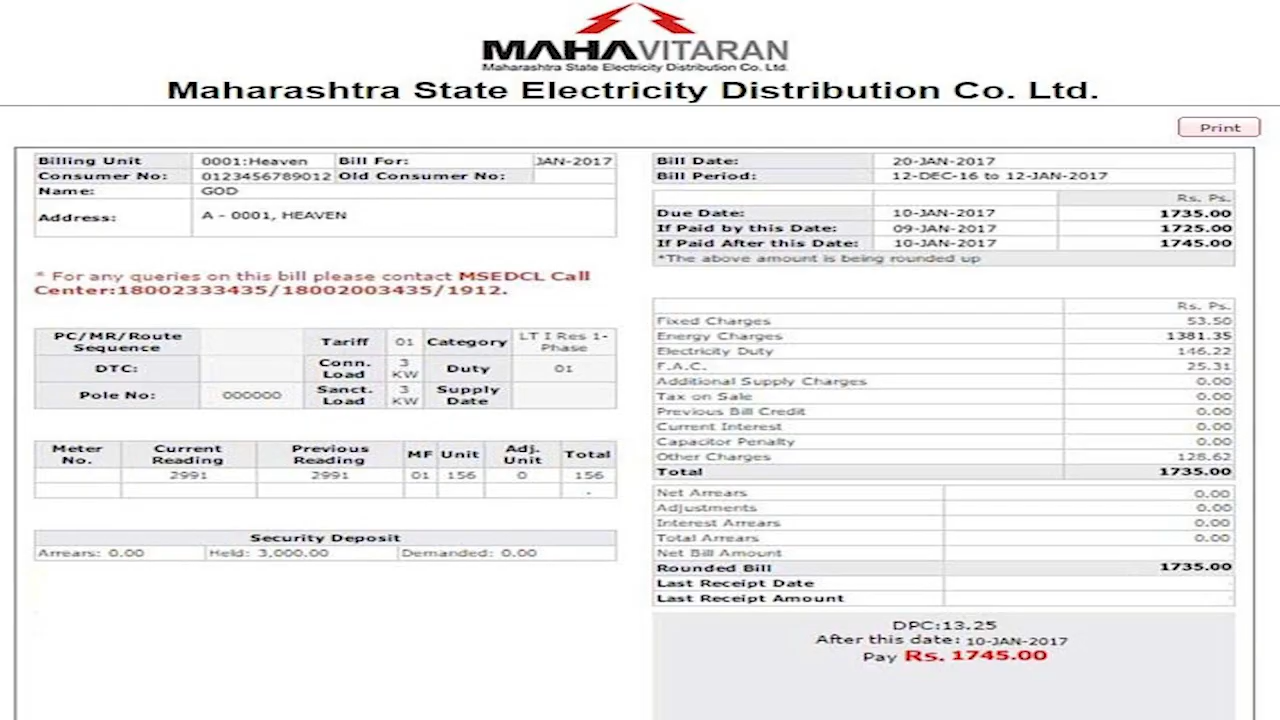 MAHAVITARAN
Maharashtra State Electricity Distribution Co. Ltd.
Maharashtra State Electricity Distribution Co. Ltd.
Print
Billing Unit 0001:Heaven Bill For: JAN-2017
Consumer No: 0123456789012 Old Consumer No:
Name: GOD
Address: A - 0001, HEAVEN
* For any queries on this bill please contact MSEDCL Call
Center:18002333435/18002003435/1912.
PC/MR/Route Sequence Tariff 01 Category LT I Res 1-Phase
DTC: Conn. Load 3 KW Duty 01
Pole No: 000000 Sanct. Load 3 KW Supply Date
Meter No. Current Reading Previous Reading MF Unit Adj. Unit Total
2991 2991 01 156 0 156
-
Security Deposit
Arrears: 0.00 Held: 3,000.00 Demanded: 0.00
Bill Date: 20-JAN-2017
Bill Period: 12-DEC-16 to 12-JAN-2017
Rs. Ps.
Due Date: 10-JAN-2017 1735.00
If Paid by this Date: 09-JAN-2017 1725.00
If Paid After this Date: 10-JAN-2017 1745.00
*The above amount is being rounded up
Rs. Ps.
Fixed Charges 53.50
Energy Charges 1381.35
Electricity Duty 146.22
F.A.C. 25.31
Additional Supply Charges 0.00
Tax on Sale 0.00
Previous Bill Credit 0.00
Current Interest 0.00
Capacitor Penalty 0.00
Other Charges 128.62
Total 1735.00
Net Arrears 0.00
Adjustments 0.00
Interest Arrears 0.00
Total Arrears 0.00
Net Bill Amount
Rounded Bill 1735.00
Last Receipt Date
Last Receipt Amount
DPC:13.25
After this date: 10-JAN-2017
Pay Rs. 1745.00